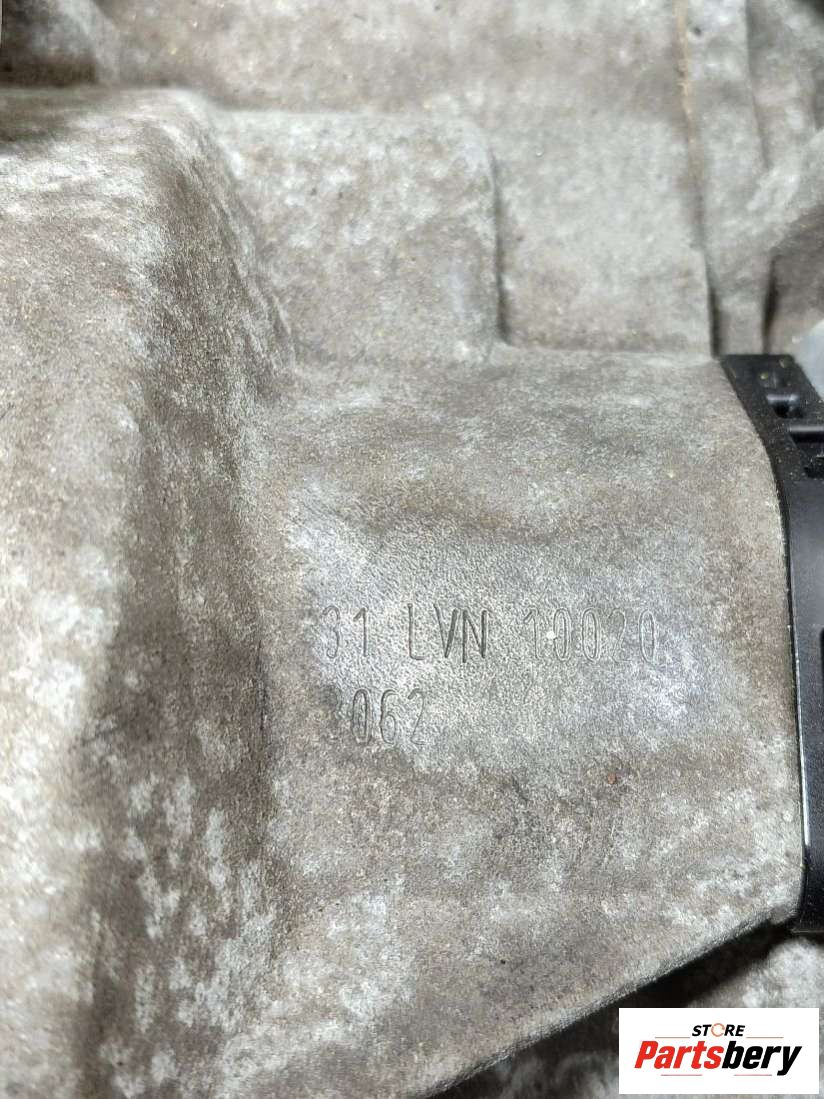 31 LVN 10020
062
STORE
Partsbery